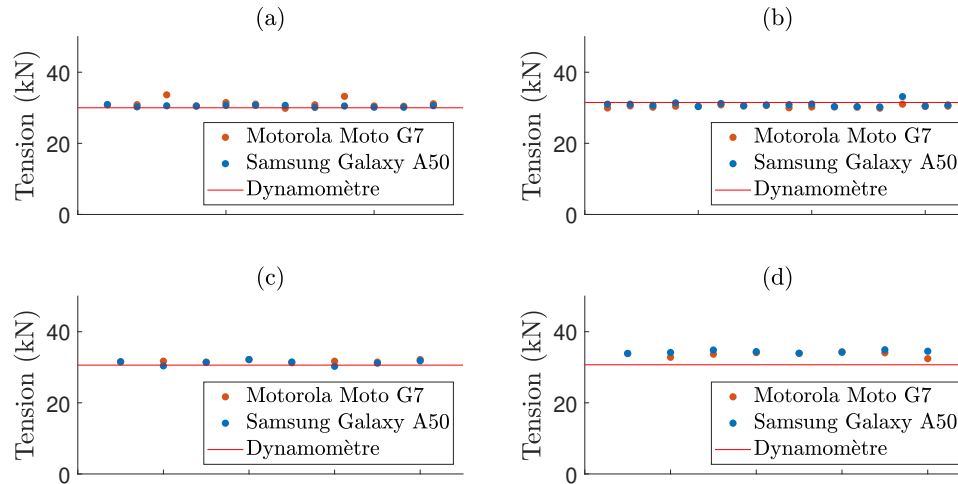 (a)
Tension (kN)
40
20
0
Motorola Moto G7
Samsung Galaxy A50
Dynamomètre
(b)
Tension (kN)
40
20
0
Motorola Moto G7
Samsung Galaxy A50
Dynamomètre
(c)
Tension (kN)
40
20
0
Motorola Moto G7
Samsung Galaxy A50
Dynamomètre
(d)
Tension (kN)
40
20
0
Motorola Moto G7
Samsung Galaxy A50
Dynamomètre